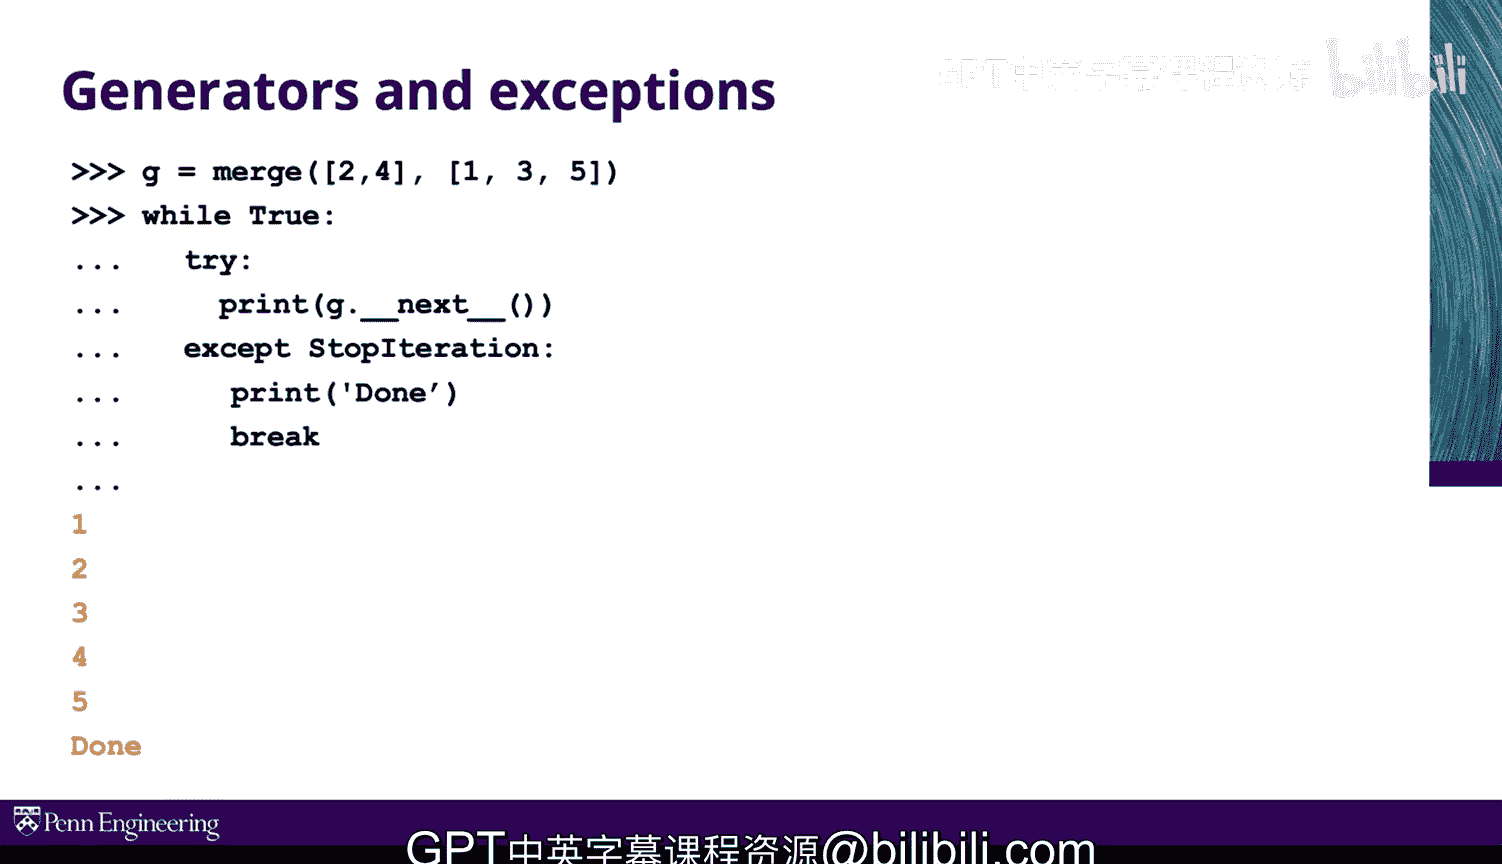 Generators and exceptions
bilibili
>>> g = merge([2,4], [1, 3, 5])
>>> while True:
... try:
... print(g.__next__())
... except StopIteration:
... print('Done’)
... break
...
1
2
3
4
5
Done
Penn Engineering
GPT中英字幕课程资源@bilibili.com